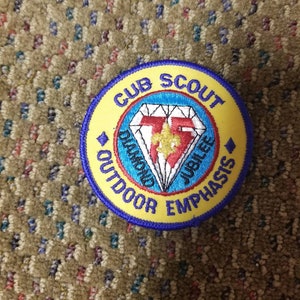 CUB SCOUT
75
DIAMOND JUBILEE
OUTDOOR EMPHASIS